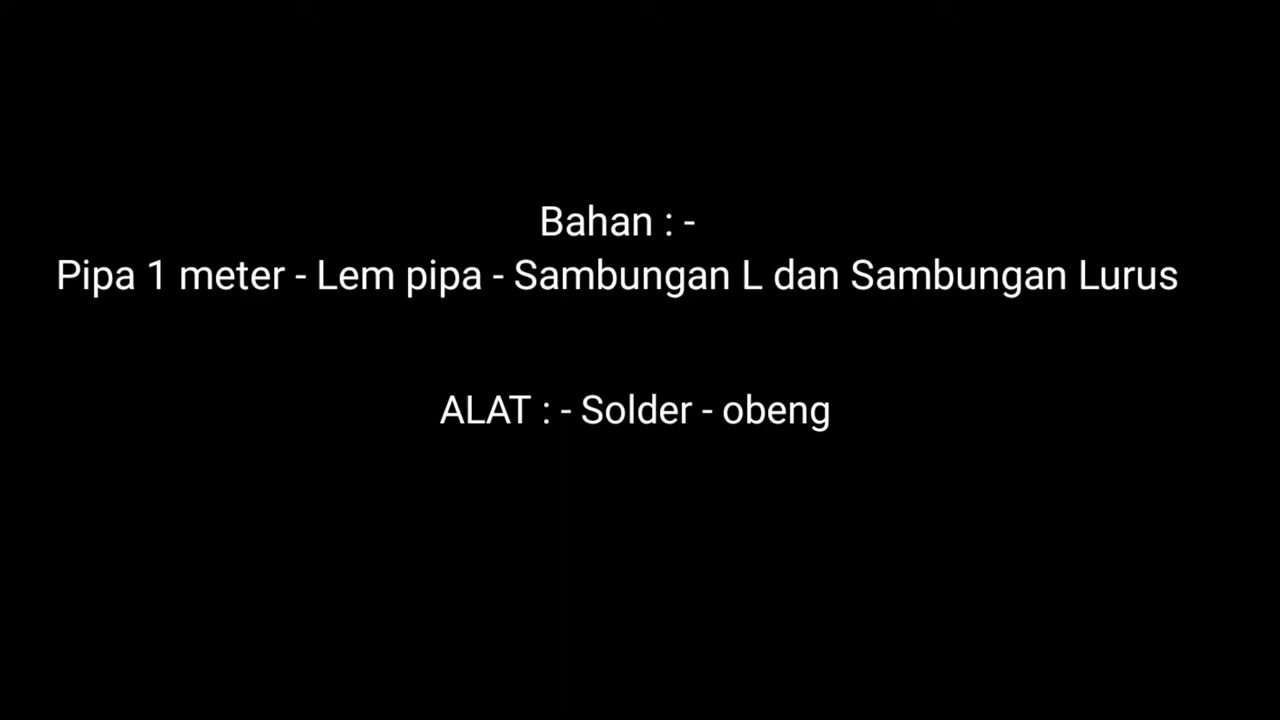 Bahan : -
Pipa 1 meter - Lem pipa - Sambungan L dan Sambungan Lurus
ALAT : - Solder - obeng